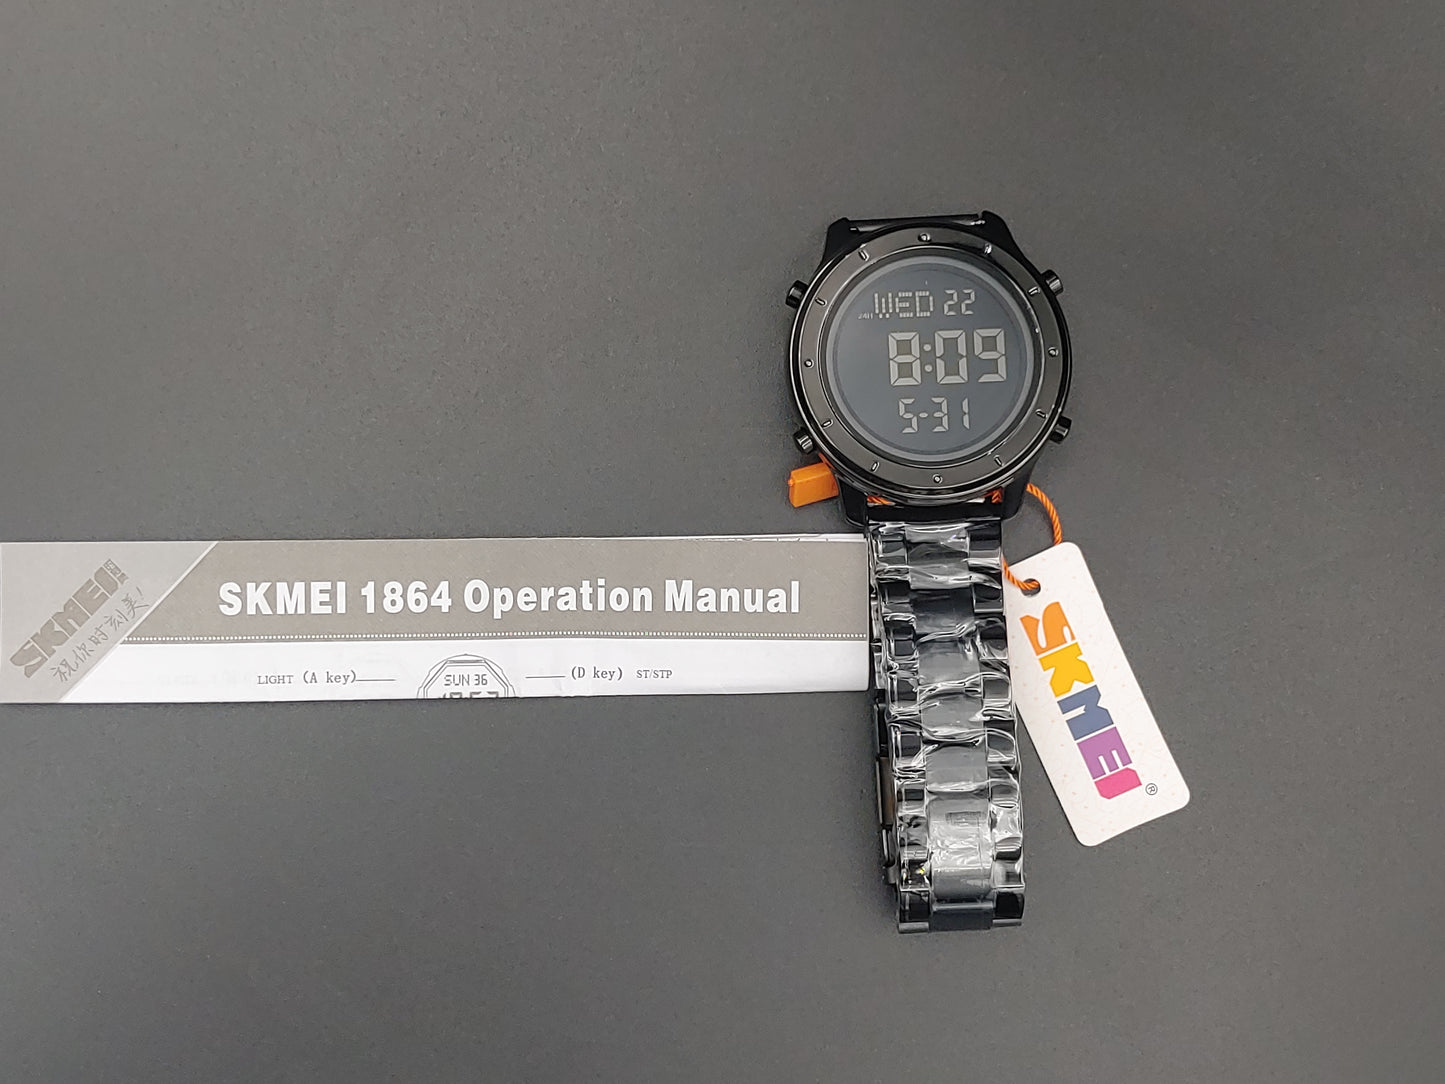 WED 22
24H
8:09
5-31
SKMEI
祝你时刻美!
SKMEI 1864 Operation Manual
LIGHT (A key)
SUN 36
(D key) ST/STP
SKMEI®